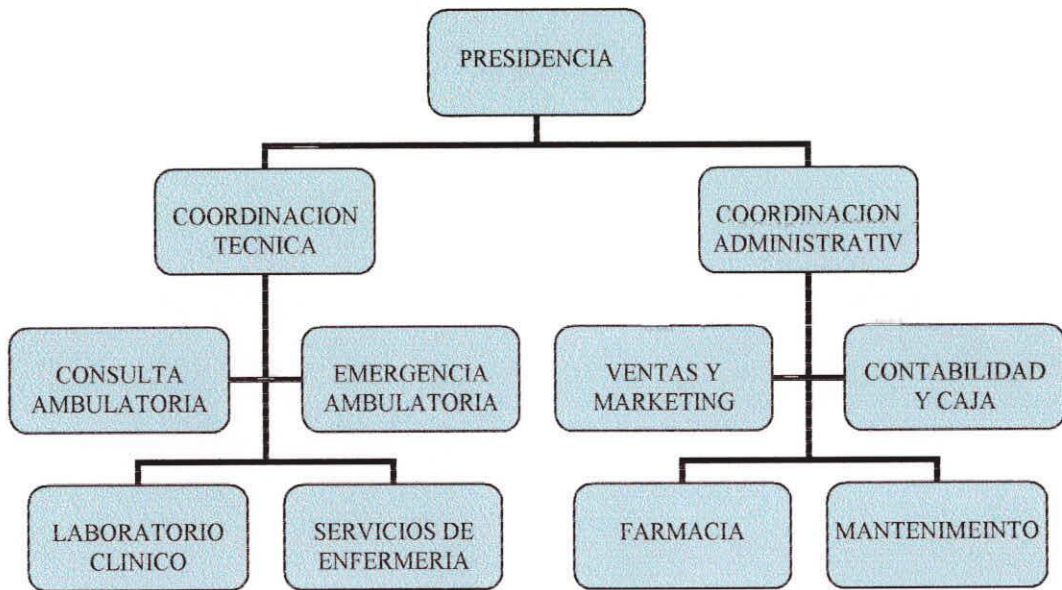 PRESIDENCIA
COORDINACION
TECNICA
COORDINACION
ADMINISTRATIV
CONSULTA
AMBULATORIA
EMERGENCIA
AMBULATORIA
VENTAS Y
MARKETING
CONTABILIDAD
Y CAJA
LABORATORIO
CLINICO
SERVICIOS DE
ENFERMERIA
FARMACIA
MANTENIMEINTO